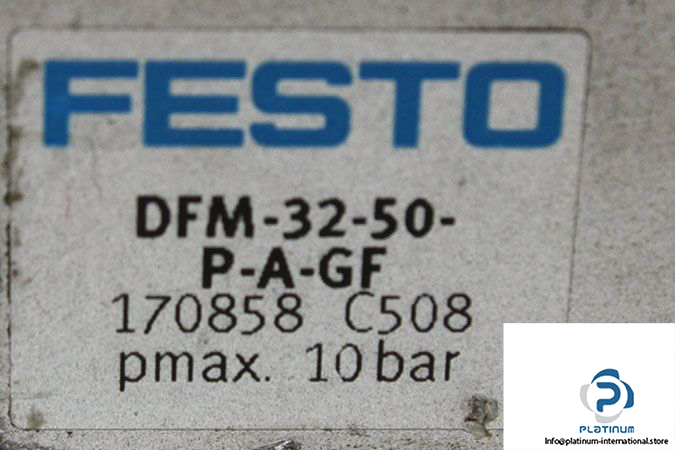 FESTO
DFM-32-50-
P-A-GF
170858 C508
pmax. 10 bar
PLATINUM
Info@platinum-international.store